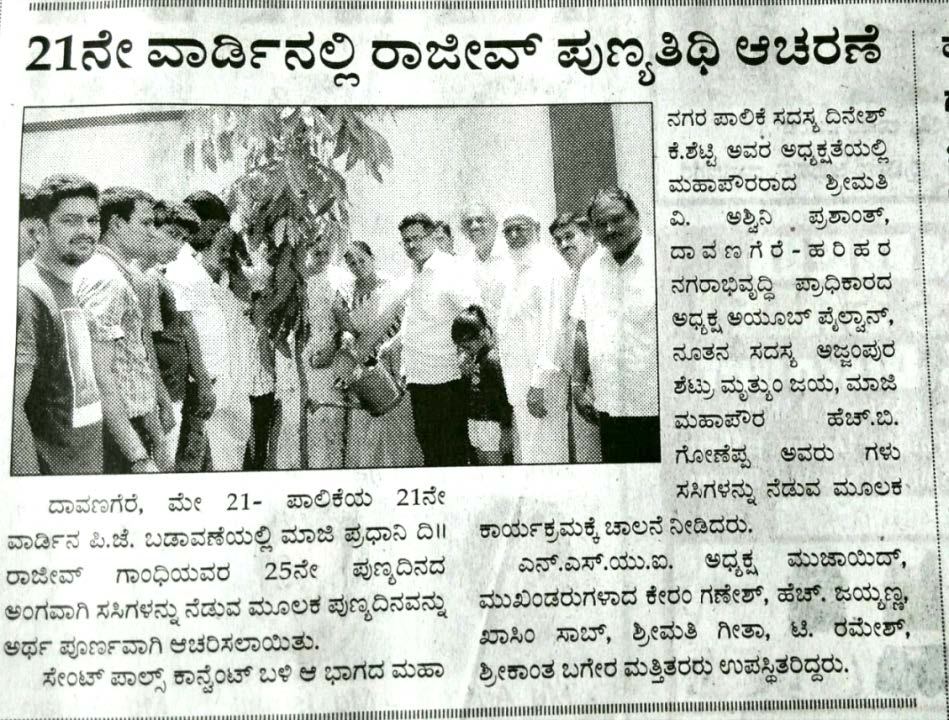 21ನೇ ವಾರ್ಡಿನಲ್ಲಿ ರಾಜೀವ್ ಪುಣ್ಯತಿಥಿ ಆಚರಣೆ
ದಾವಣಗೆರೆ, ಮೇ 21- ಪಾಲಿಕೆಯ 21ನೇ
ವಾರ್ಡಿನ ಪಿ.ಜೆ. ಬಡಾವಣೆಯಲ್ಲಿ ಮಾಜಿ ಪ್ರಧಾನಿ ದಿ॥
ರಾಜೀವ್ ಗಾಂಧಿಯವರ 25ನೇ ಪುಣ್ಯದಿನದ
ಅಂಗವಾಗಿ ಸಸಿಗಳನ್ನು ನೆಡುವ ಮೂಲಕ ಪುಣ್ಯದಿನವನ್ನು
ಅರ್ಥ ಪೂರ್ಣವಾಗಿ ಆಚರಿಸಲಾಯಿತು.
ಸೇಂಟ್ ಪಾಲ್ಸ್ ಕಾನ್ವೆಂಟ್ ಬಳಿ ಆ ಭಾಗದ ಮಹಾ
ನಗರ ಪಾಲಿಕೆ ಸದಸ್ಯ ದಿನೇಶ್
ಕೆ.ಶೆಟ್ಟಿ ಅವರ ಅಧ್ಯಕ್ಷತೆಯಲ್ಲಿ
ಮಹಾಪೌರರಾದ ಶ್ರೀಮತಿ
ವಿ. ಅಶ್ವಿನಿ ಪ್ರಶಾಂತ್,
ದಾವಣಗೆರೆ-ಹರಿಹರ
ನಗರಾಭಿವೃದ್ಧಿ ಪ್ರಾಧಿಕಾರದ
ಅಧ್ಯಕ್ಷ ಅಯೂಬ್ ಪೈಲ್ವಾನ್,
ನೂತನ ಸದಸ್ಯ ಅಜ್ಜಂಪುರ
ಶೆಟ್ರು ಮೃತ್ಯುಂ ಜಯ, ಮಾಜಿ
ಮಹಾಪೌರ ಹೆಚ್.ಬಿ.
ಗೋಣೆಪ್ಪ ಅವರು ಗಳು
ಸಸಿಗಳನ್ನು ನೆಡುವ ಮೂಲಕ
ಕಾರ್ಯಕ್ರಮಕ್ಕೆ ಚಾಲನೆ ನೀಡಿದರು.
ಎನ್.ಎಸ್.ಯು.ಐ. ಅಧ್ಯಕ್ಷ ಮುಜಾಯಿದ್,
ಮುಖಂಡರುಗಳಾದ ಕೇರಂ ಗಣೇಶ್, ಹೆಚ್. ಜಯ್ಯಣ್ಣ,
ಖಾಸಿಂ ಸಾಬ್, ಶ್ರೀಮತಿ ಗೀತಾ, ಟಿ. ರಮೇಶ್,
ಶ್ರೀಕಾಂತ ಬಗೇರ ಮತ್ತಿತರರು ಉಪಸ್ಥಿತರಿದ್ದರು.